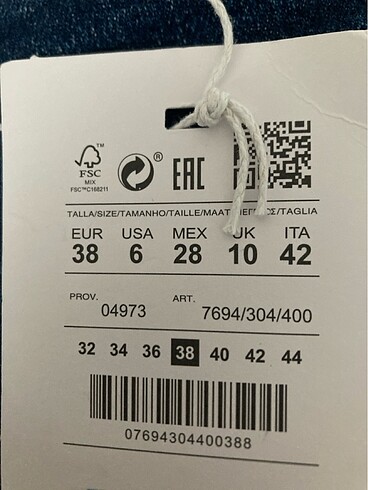 FSC
MIX
FSC™C168211
®
EAC
TALLA/SIZE/TAMANHO/TAILLE/MAAT /TAGLIA
EUR USA MEX UK ITA
38 6 28 10 42
PROV. 04973 ART. 7694/304/400
32 34 36 38 40 42 44
07694304400388